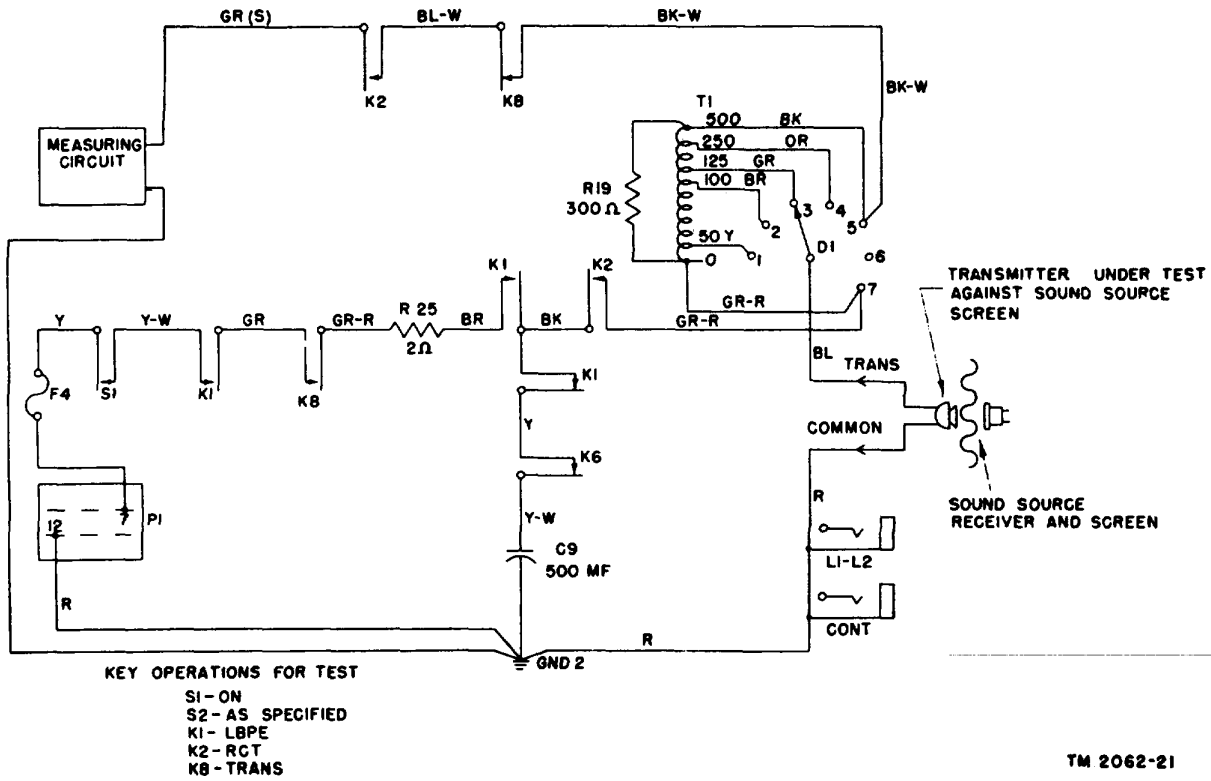 GR (S)
BL-W
BK-W
K2
K8
BK-W
MEASURING
CIRCUIT
T1
500 BK
250 OR
125 GR
100 BR
R19
300 Ω
50 Y
0
1
2
3
4
5
6
7
D1
K1
K2
GR-R
GR-R
TRANSMITTER UNDER TEST
AGAINST SOUND SOURCE
SCREEN
Y
Y-W
GR
GR-R
R 25
2Ω
BR
BK
F4
S1
K1
K8
K1
BL
TRANS
COMMON
Y
K6
R
SOUND SOURCE
RECEIVER AND SCREEN
12
7
P1
Y-W
C9
500 MF
L1-L2
CONT
R
R
GND 2
KEY OPERATIONS FOR TEST
S1-ON
S2-AS SPECIFIED
K1-LBPE
K2-RCT
K8-TRANS
TM 2062-21